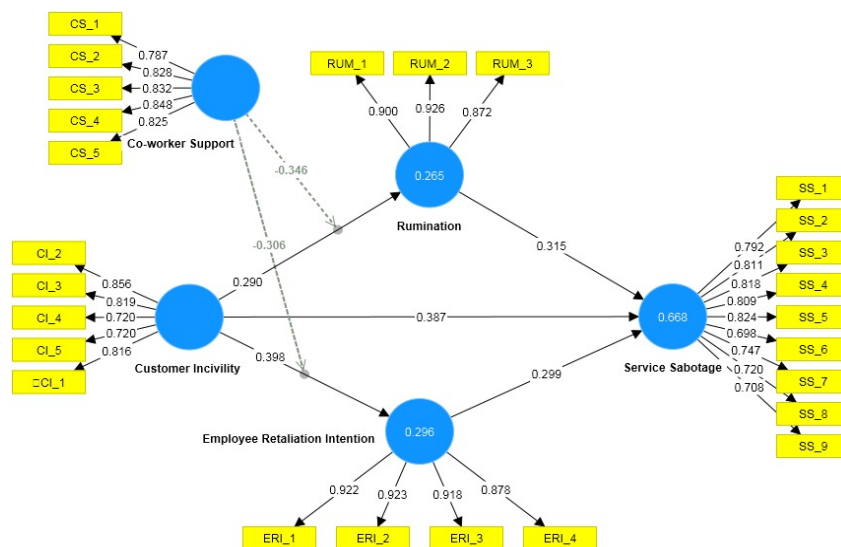 CS_1
CS_2
CS_3
CS_4
CS_5
0.787
0.828
0.832
0.848
0.825
Co-worker Support
RUM_1
RUM_2
RUM_3
0.900
0.926
0.872
0.265
Rumination
-0.346
-0.306
CI_2
CI_3
CI_4
CI_5
□CI_1
0.856
0.819
0.720
0.720
0.816
Customer Incivility
0.290
0.387
0.398
0.315
0.299
0.296
Employee Retaliation Intention
0.922
0.923
0.918
0.878
ERI_1
ERI_2
ERI_3
ERI_4
0.668
Service Sabotage
0.792
0.811
0.818
0.809
0.824
0.698
0.747
0.720
0.708
SS_1
SS_2
SS_3
SS_4
SS_5
SS_6
SS_7
SS_8
SS_9